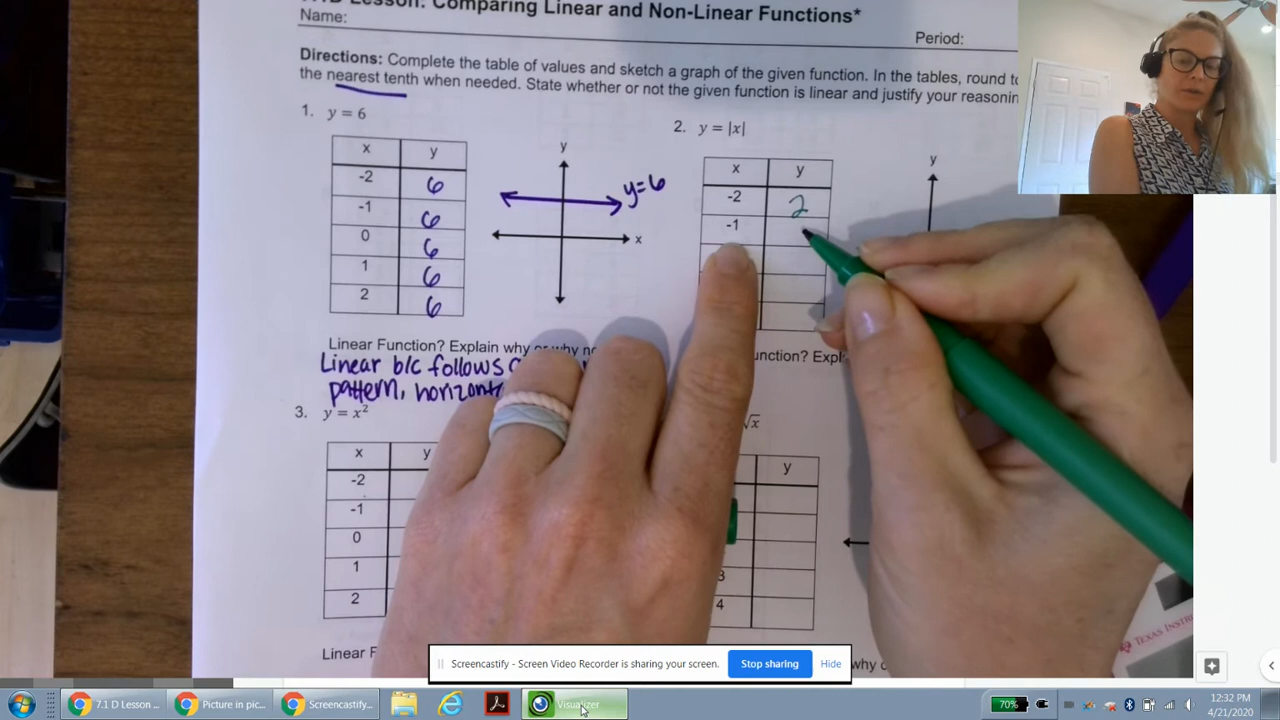 Lesson: Comparing Linear and Non-Linear Functions*
Name:
Period:
Directions: Complete the table of values and sketch a graph of the given function. In the tables, round to
the nearest tenth when needed. State whether or not the given function is linear and justify your reasoning
1. y = 6
x y
-2 6
-1 6
0 6
1 6
2 6
y
x
y=6
Linear Function? Explain why or why no
Linear b/c follows
pattern,
2. y = |x|
x y
-2 2
-1
y
unction? Expl
3. y = x²
x y
-2
-1
0
1
2
Linear F
√x
y
3
4
why
TEXAS INSTR
Screencastify - Screen Video Recorder is sharing your screen.
Stop sharing
Hide
7.1 D Lesson ...
Picture in pic...
Screencastify...
Visualizer
70%
12:32 PM
4/21/2020